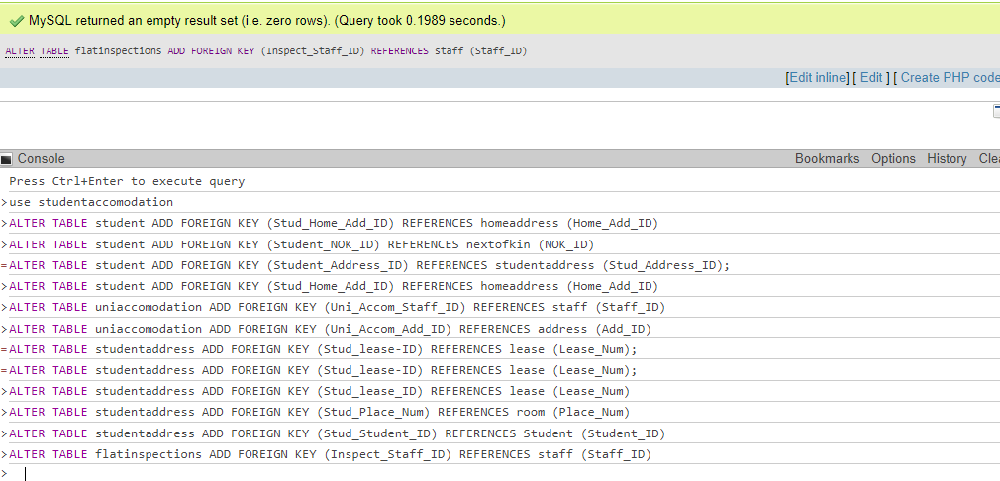 MySQL returned an empty result set (i.e. zero rows). (Query took 0.1989 seconds.)
ALTER TABLE flatinspections ADD FOREIGN KEY (Inspect_Staff_ID) REFERENCES staff (Staff_ID)
[Edit inline] [ Edit ] [ Create PHP code
Console
Bookmarks Options History Clea
Press Ctrl+Enter to execute query
>use studentaccomodation
>ALTER TABLE student ADD FOREIGN KEY (Stud_Home_Add_ID) REFERENCES homeaddress (Home_Add_ID)
>ALTER TABLE student ADD FOREIGN KEY (Student_NOK_ID) REFERENCES nextofkin (NOK_ID)
=ALTER TABLE student ADD FOREIGN KEY (Student_Address_ID) REFERENCES studentaddress (Stud_Address_ID);
>ALTER TABLE student ADD FOREIGN KEY (Stud_Home_Add_ID) REFERENCES homeaddress (Home_Add_ID)
>ALTER TABLE uniaccomodation ADD FOREIGN KEY (Uni_Accom_Staff_ID) REFERENCES staff (Staff_ID)
>ALTER TABLE uniaccomodation ADD FOREIGN KEY (Uni_Accom_Add_ID) REFERENCES address (Add_ID)
=ALTER TABLE studentaddress ADD FOREIGN KEY (Stud_lease-ID) REFERENCES lease (Lease_Num);
=ALTER TABLE studentaddress ADD FOREIGN KEY (Stud_lease-ID) REFERENCES lease (Lease_Num);
>ALTER TABLE studentaddress ADD FOREIGN KEY (Stud_lease_ID) REFERENCES lease (Lease_Num)
>ALTER TABLE studentaddress ADD FOREIGN KEY (Stud_Place_Num) REFERENCES room (Place_Num)
>ALTER TABLE studentaddress ADD FOREIGN KEY (Stud_Student_ID) REFERENCES Student (Student_ID)
>ALTER TABLE flatinspections ADD FOREIGN KEY (Inspect_Staff_ID) REFERENCES staff (Staff_ID)
>